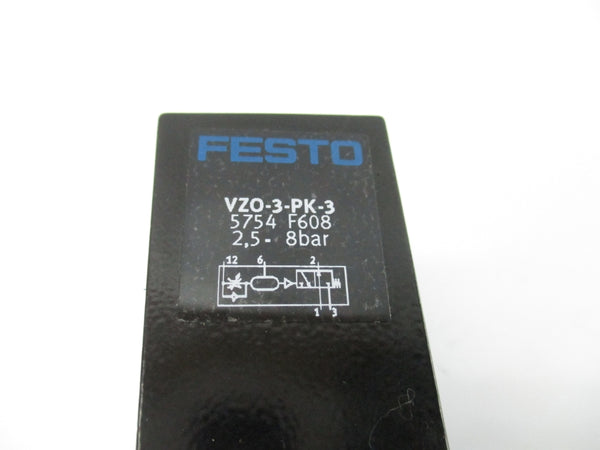 FESTO
VZO-3-PK-3
5754 F608
2,5- 8bar
12 6 2
1 3